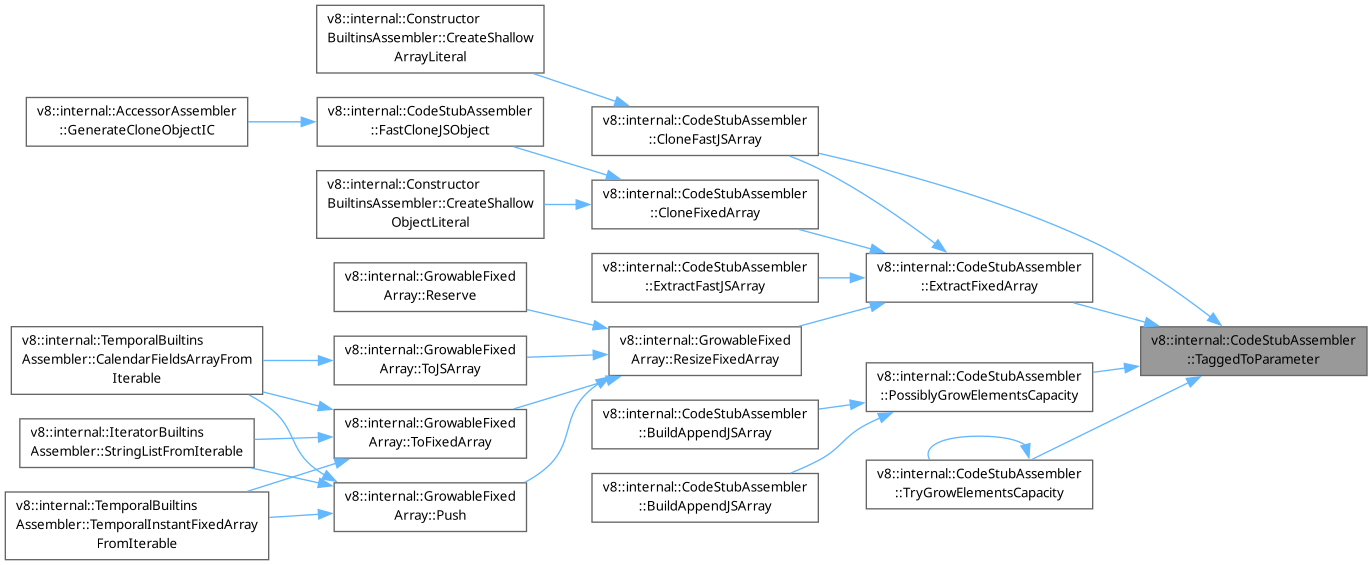 v8::internal::Constructor
BuiltinsAssembler::CreateShallow
ArrayLiteral
v8::internal::AccessorAssembler
::GenerateCloneObjectIC
v8::internal::CodeStubAssembler
::FastCloneJSObject
v8::internal::CodeStubAssembler
::CloneFastJSArray
v8::internal::Constructor
BuiltinsAssembler::CreateShallow
ObjectLiteral
v8::internal::CodeStubAssembler
::CloneFixedArray
v8::internal::GrowableFixed
Array::Reserve
v8::internal::CodeStubAssembler
::ExtractFastJSArray
v8::internal::CodeStubAssembler
::ExtractFixedArray
v8::internal::TemporalBuiltins
Assembler::CalendarFieldsArrayFrom
Iterable
v8::internal::GrowableFixed
Array::ToJSArray
v8::internal::GrowableFixed
Array::ResizeFixedArray
v8::internal::CodeStubAssembler
::TaggedToParameter
v8::internal::CodeStubAssembler
::PossiblyGrowElementsCapacity
v8::internal::IteratorBuiltins
Assembler::StringListFromIterable
v8::internal::GrowableFixed
Array::ToFixedArray
v8::internal::CodeStubAssembler
::BuildAppendJSArray
v8::internal::CodeStubAssembler
::TryGrowElementsCapacity
v8::internal::TemporalBuiltins
Assembler::TemporalInstantFixedArray
FromIterable
v8::internal::GrowableFixed
Array::Push
v8::internal::CodeStubAssembler
::BuildAppendJSArray